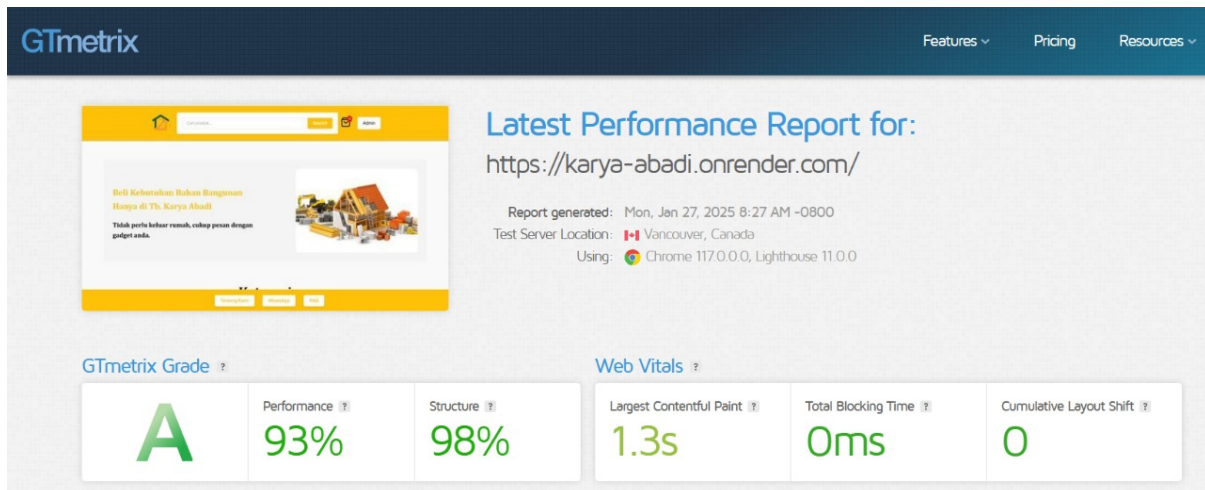 GTmetrix
Features
Pricing
Resources
Beli Kebutuhan Bahan Bangunan
Hanya di Tb. Karya Abadi
Tidak perlu keluar rumah, cukup pesan dengan
gadget anda.
Admin
Latest Performance Report for:
https://karya-abadi.onrender.com/
Report generated: Mon, Jan 27, 2025 8:27 AM -0800
Test Server Location: Vancouver, Canada
Using: Chrome 117.0.0.0, Lighthouse 11.0.0
GTmetrix Grade ?
Web Vitals ?
A
Performance ?
93%
Structure ?
98%
Largest Contentful Paint ?
1.3s
Total Blocking Time ?
0ms
Cumulative Layout Shift ?
0